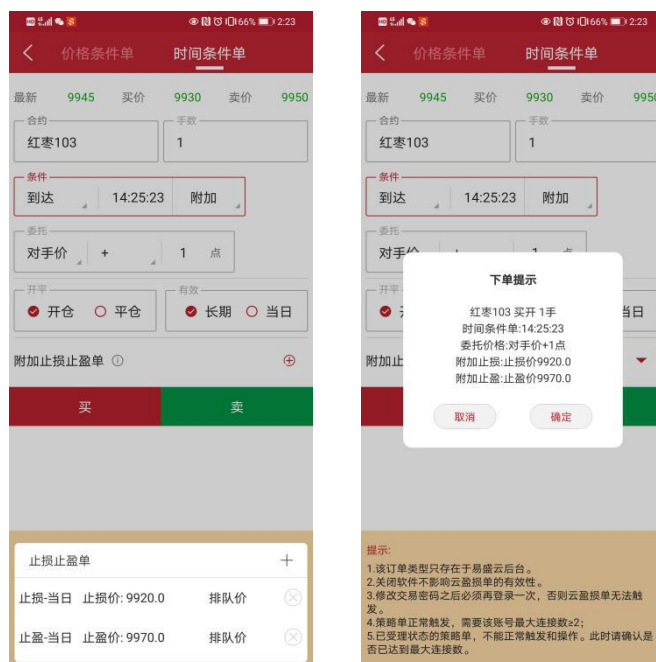 2:23
价格条件单 时间条件单
最新 9945 买价 9930 卖价 9950
合约 手数
红枣103 1
条件
到达 14:25:23 附加
委托
对手价 + 1 点
开平 有效
开仓 平仓 长期 当日
附加止损止盈单
买 卖
止损止盈单
止损-当日 止损价: 9920.0 排队价
止盈-当日 止盈价: 9970.0 排队价
66% 2:23
价格条件单 时间条件单
最新 9945 买价 9930 卖价 995
合约 手数
红枣103 1
条件
到达 14:25:23 附加
委托
对手价
开平
当日
附加止
下单提示
红枣103 买开 1手
时间条件单:14:25:23
委托价格:对手价+1点
附加止损:止损价9920.0
附加止盈:止盈价9970.0
取消 确定
提示:
1.该订单类型只存在于易盛云后台。
2.关闭软件不影响云盈损单的有效性。
3.修改交易密码之后必须再登录一次，否则云盈损单无法触
发。
4.策略单正常触发，需要该账号最大连接数≥2;
5.已受理状态的策略单，不能正常触发和操作。此时请确认是
否已达到最大连接数。